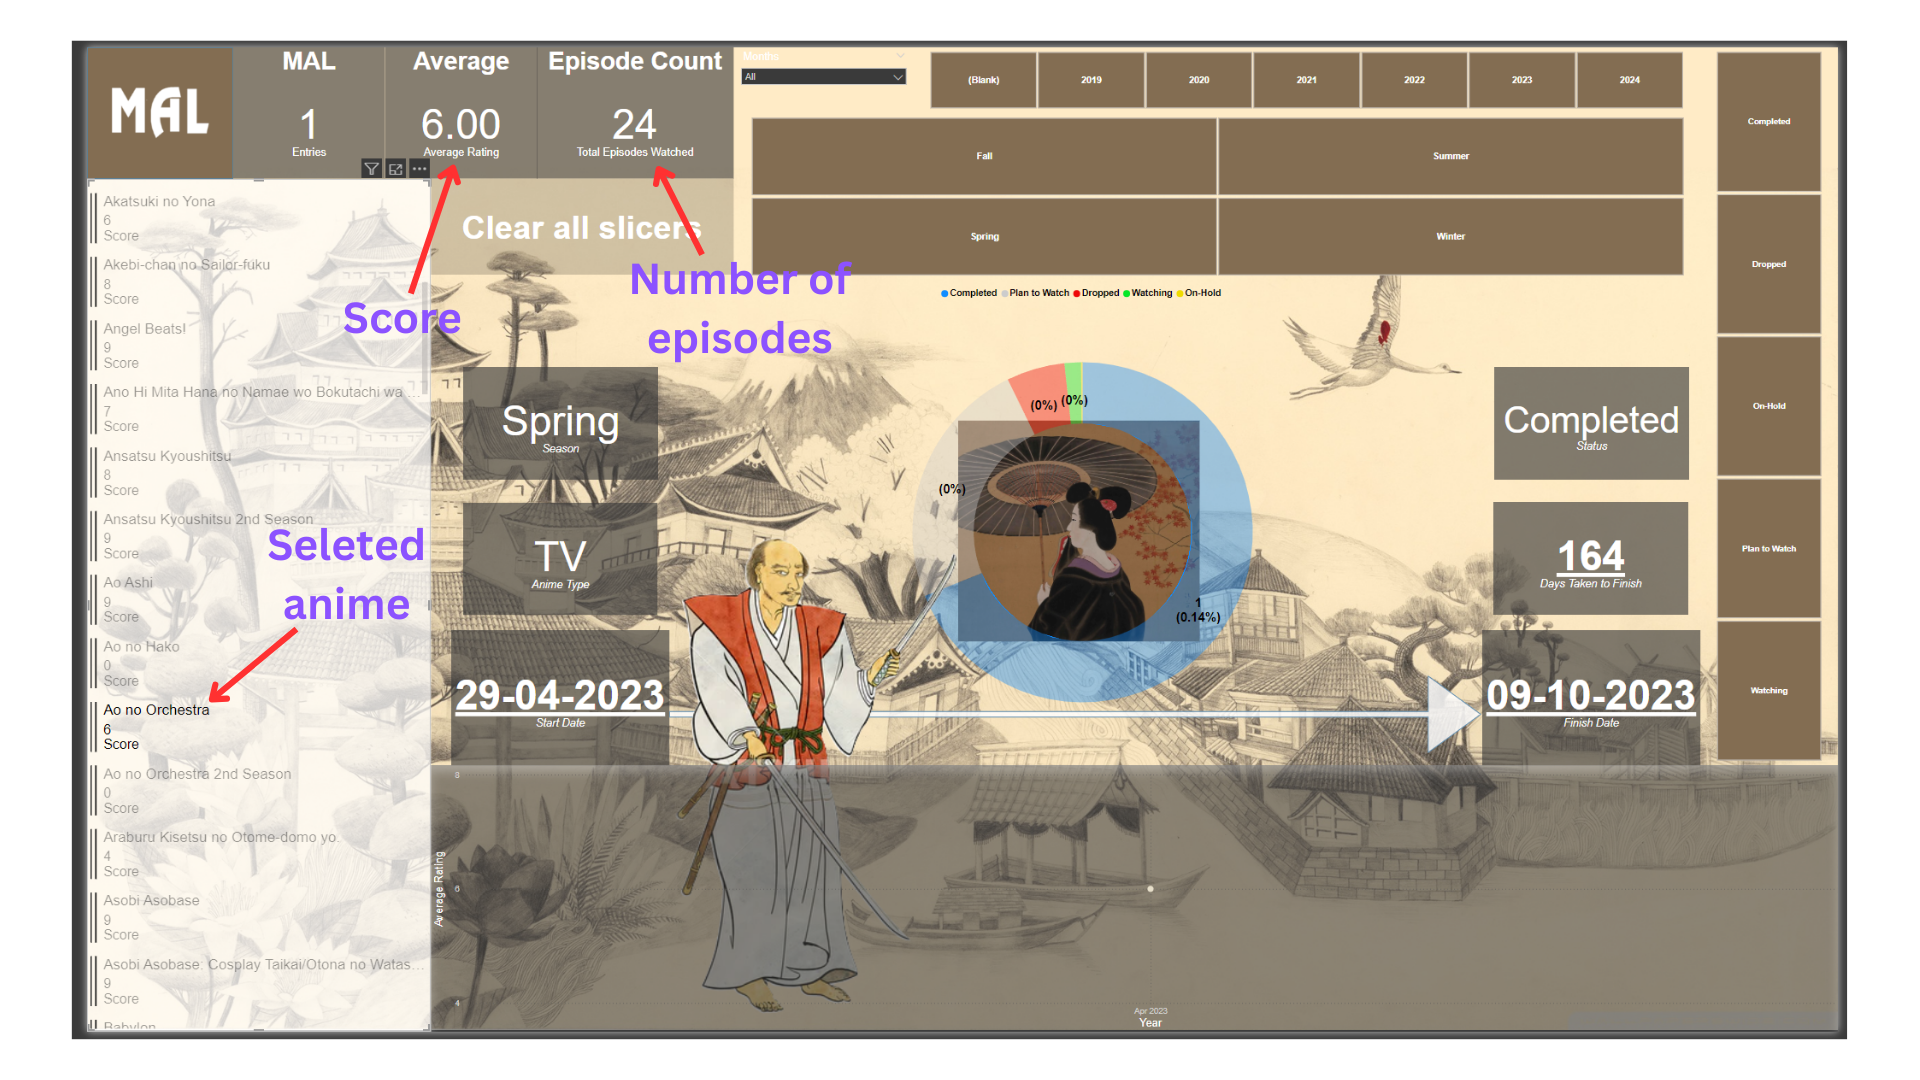 MAL
MAL
1
Entries
Average
6.00
Average Rating
Episode Count
24
Total Episodes Watched
Months
All
(Blank)
2019
2020
2021
2022
2023
2024
Fall
Summer
Spring
Winter
Completed
Dropped
On-Hold
Plan to Watch
Watching
Clear all slicers
Score
Number of
episodes
Seleted
anime
Akatsuki no Yona
6
Score
Akebi-chan no Sailor-fuku
8
Score
Angel Beats!
9
Score
Ano Hi Mita Hana no Namae wo Bokutachi wa ...
7
Score
Ansatsu Kyoushitsu
8
Score
Ansatsu Kyoushitsu 2nd Season
9
Score
Ao Ashi
9
Score
Ao no Hako
0
Score
Ao no Orchestra
6
Score
Ao no Orchestra 2nd Season
0
Score
Araburu Kisetsu no Otome-domo yo.
4
Score
Asobi Asobase
9
Score
Asobi Asobase: Cosplay Taikai/Otona no Watas...
9
Score
Babylon
Completed Plan to Watch Dropped Watching On-Hold
(0%) (0%)
(0%)
1
(0.14%)
Spring
Season
TV
Anime Type
29-04-2023
Start Date
Completed
Status
164
Days Taken to Finish
09-10-2023
Finish Date
8
6
4
Average Rating
Apr 2023
Year